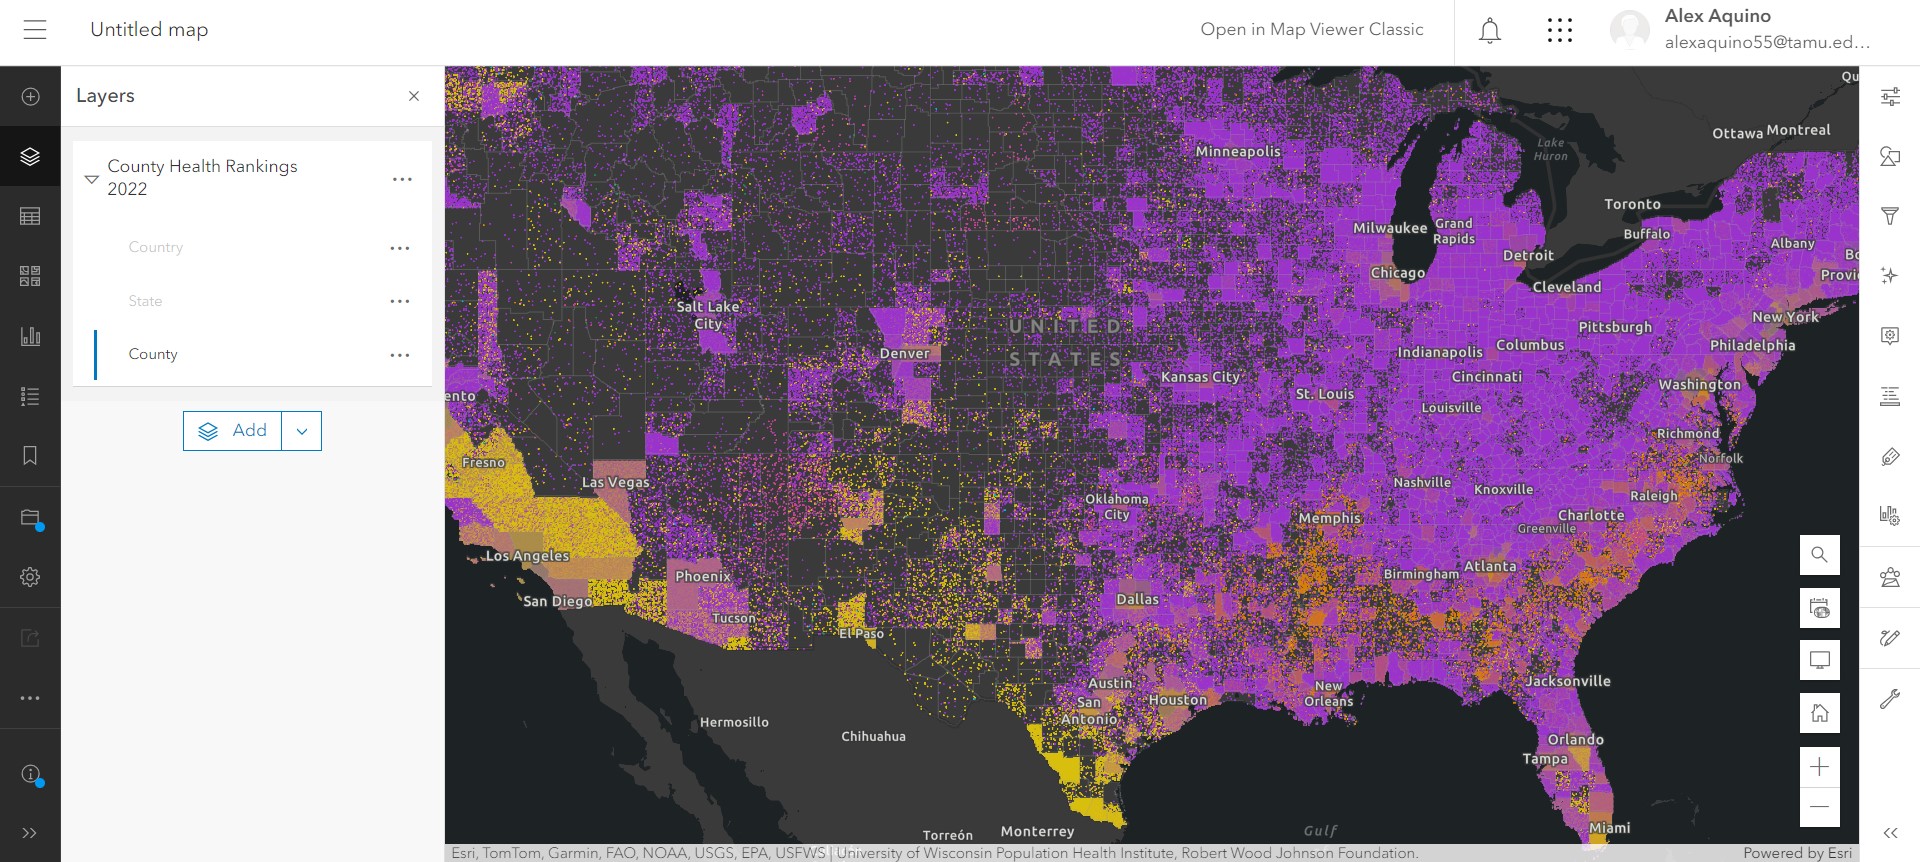 Untitled map
Open in Map Viewer Classic
Alex Aquino
alexaquino55@tamu.ed...
Layers
County Health Rankings
2022
Country
State
County
Add
Qu
Ottawa
Montreal
Lake
Huron
Minneapolis
Toronto
Milwaukee
Grand
Rapids
Buffalo
Albany
Bo
Detroit
Chicago
Provi
Cleveland
Salt Lake
City
UNITED
STATES
New York
Pittsburgh
Philadelphia
Columbus
Indianapolis
Denver
Kansas City
Cincinnati
Washington
ento
St. Louis
Louisville
Richmond
Norfolk
Fresno
Las Vegas
Nashville
Knoxville
Raleigh
Oklahoma
City
Memphis
Charlotte
Greenville
Los Angeles
Phoenix
Birmingham
Atlanta
San Diego
Dallas
Tucson
El Paso
Austin
Jacksonville
San
Antonio
Houston
New
Orleans
Hermosillo
Chihuahua
Orlando
Tampa
Torreón
Monterrey
Gulf
Miami
Esri, TomTom, Garmin, FAO, NOAA, USGS, EPA, USFWS | University of Wisconsin Population Health Institute, Robert Wood Johnson Foundation.
Powered by Esri